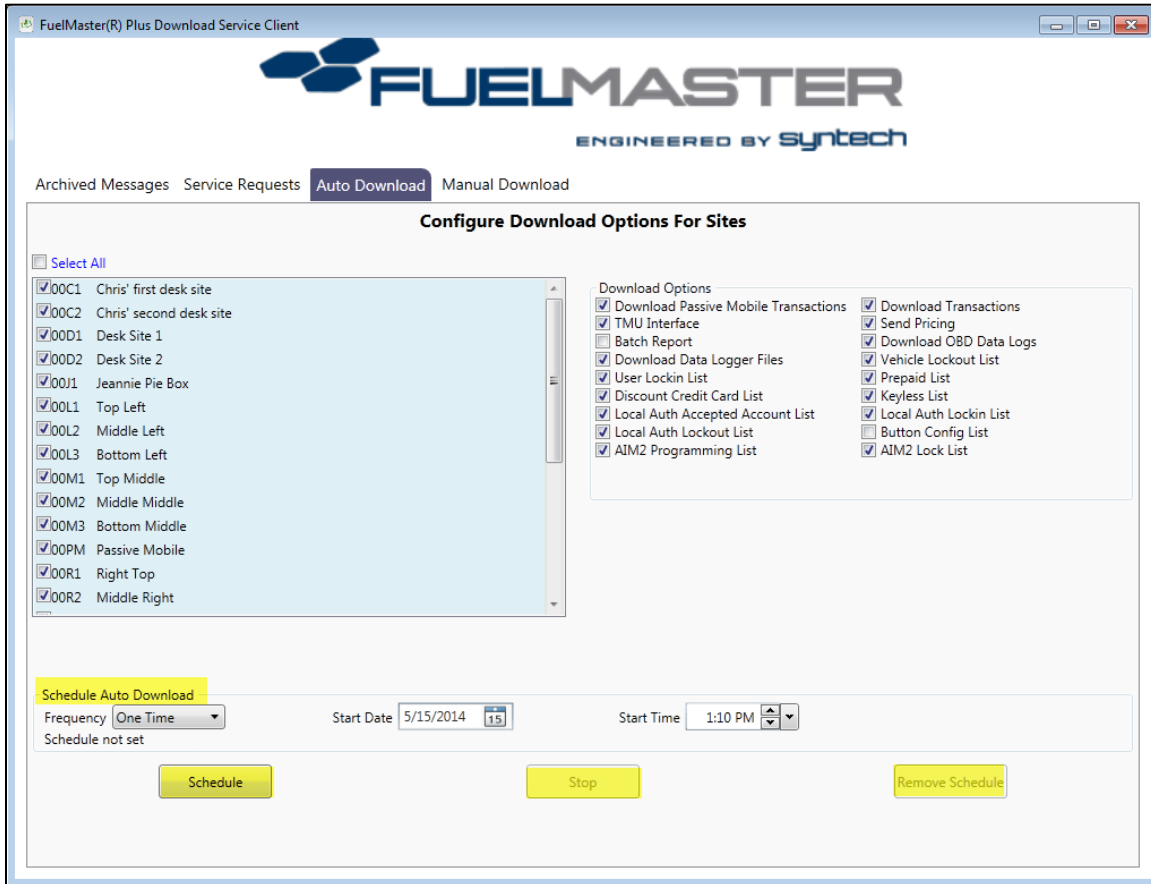 FuelMaster(R) Plus Download Service Client
FUELMASTER
ENGINEERED BY syntech
Archived Messages Service Requests Auto Download Manual Download
Configure Download Options For Sites
Select All
00C1 Chris' first desk site
00C2 Chris' second desk site
00D1 Desk Site 1
00D2 Desk Site 2
00J1 Jeannie Pie Box
00L1 Top Left
00L2 Middle Left
00L3 Bottom Left
00M1 Top Middle
00M2 Middle Middle
00M3 Bottom Middle
00PM Passive Mobile
00R1 Right Top
00R2 Middle Right
Download Options
Download Passive Mobile Transactions Download Transactions
TMU Interface Send Pricing
Batch Report Download OBD Data Logs
Download Data Logger Files Vehicle Lockout List
User Lockin List Prepaid List
Discount Credit Card List Keyless List
Local Auth Accepted Account List Local Auth Lockin List
Local Auth Lockout List Button Config List
AIM2 Programming List AIM2 Lock List
Schedule Auto Download
Frequency One Time Start Date 5/15/2014 15 Start Time 1:10 PM
Schedule not set
Schedule Stop Remove Schedule